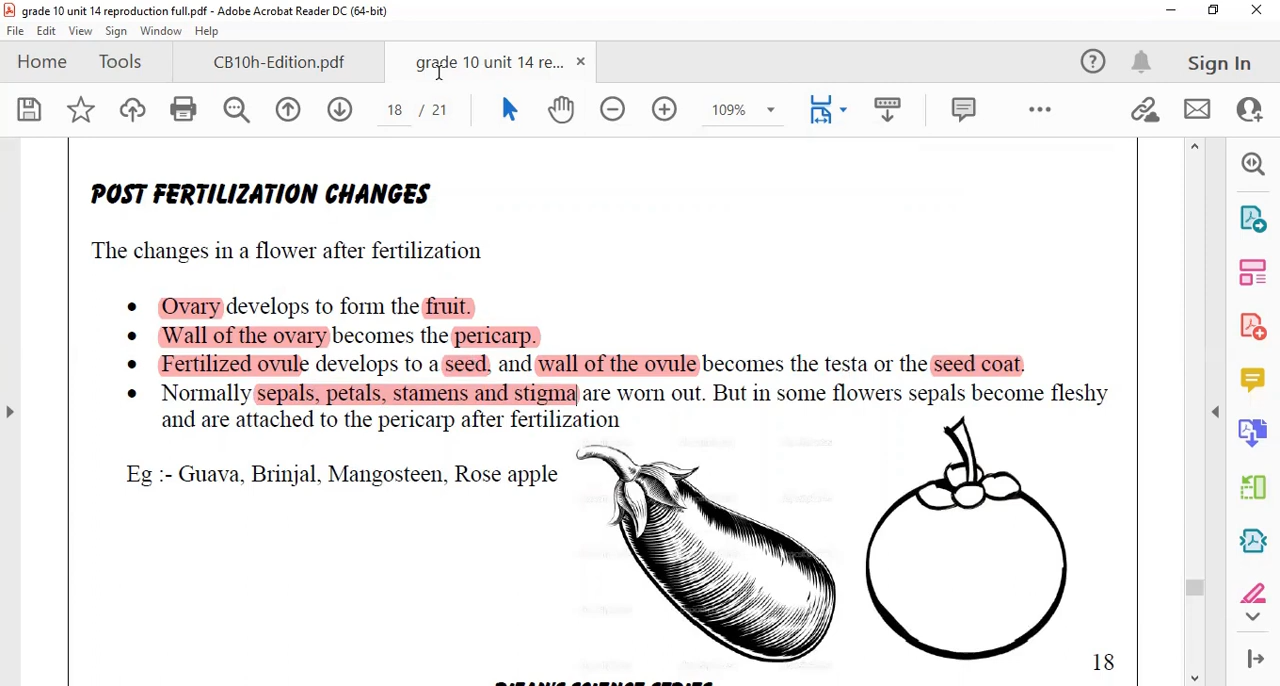 grade 10 unit 14 reproduction full.pdf - Adobe Acrobat Reader DC (64-bit)
File Edit View Sign Window Help
Home Tools CB10h-Edition.pdf grade 10 unit 14 re... ×
Sign In
18 / 21 109%
POST FERTILIZATION CHANGES
The changes in a flower after fertilization
• Ovary develops to form the fruit.
• Wall of the ovary becomes the pericarp.
• Fertilized ovule develops to a seed, and wall of the ovule becomes the testa or the seed coat.
• Normally sepals, petals, stamens and stigma are worn out. But in some flowers sepals become fleshy
and are attached to the pericarp after fertilization
Eg :- Guava, Brinjal, Mangosteen, Rose apple
18
SCIENCE SERIES